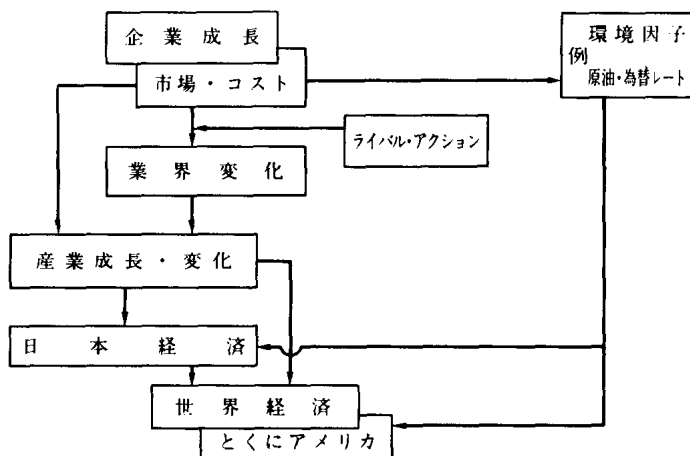 企業成長
市場・コスト
環境因子
例
原油・為替レート
ライバル・アクション
業界変化
産業成長・変化
日本経済
世界経済
とくにアメリカ